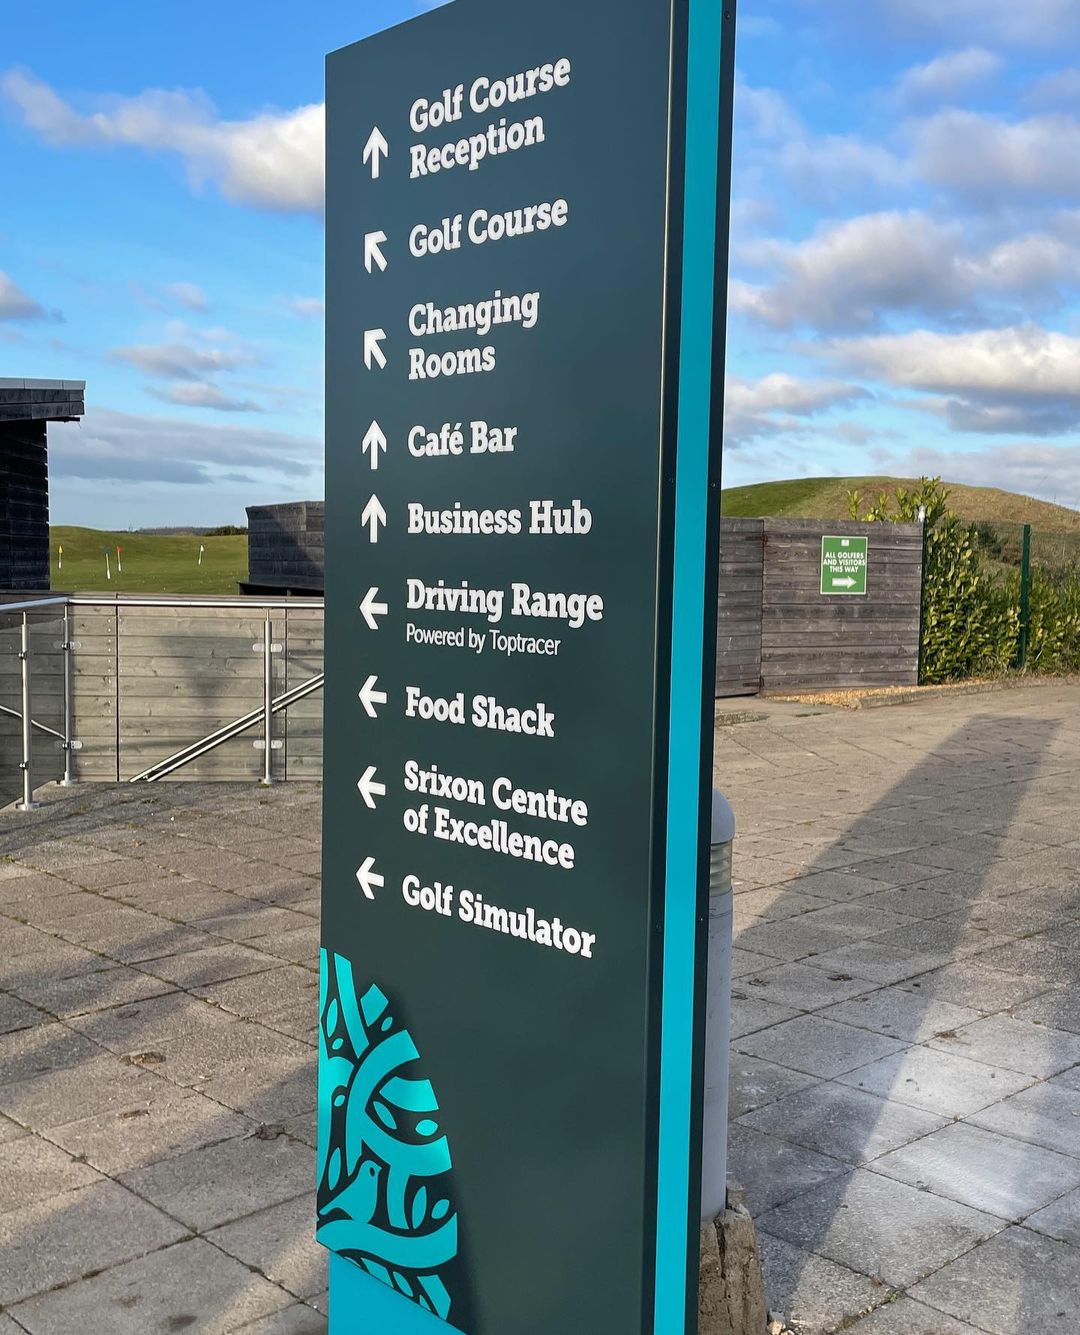 Golf Course
Reception
Golf Course
Changing
Rooms
Café Bar
Business Hub
Driving Range
Powered by Toptracer
Food Shack
Srixon Centre
of Excellence
Golf Simulator
ALL GOLFERS
AND VISITORS
THIS WAY